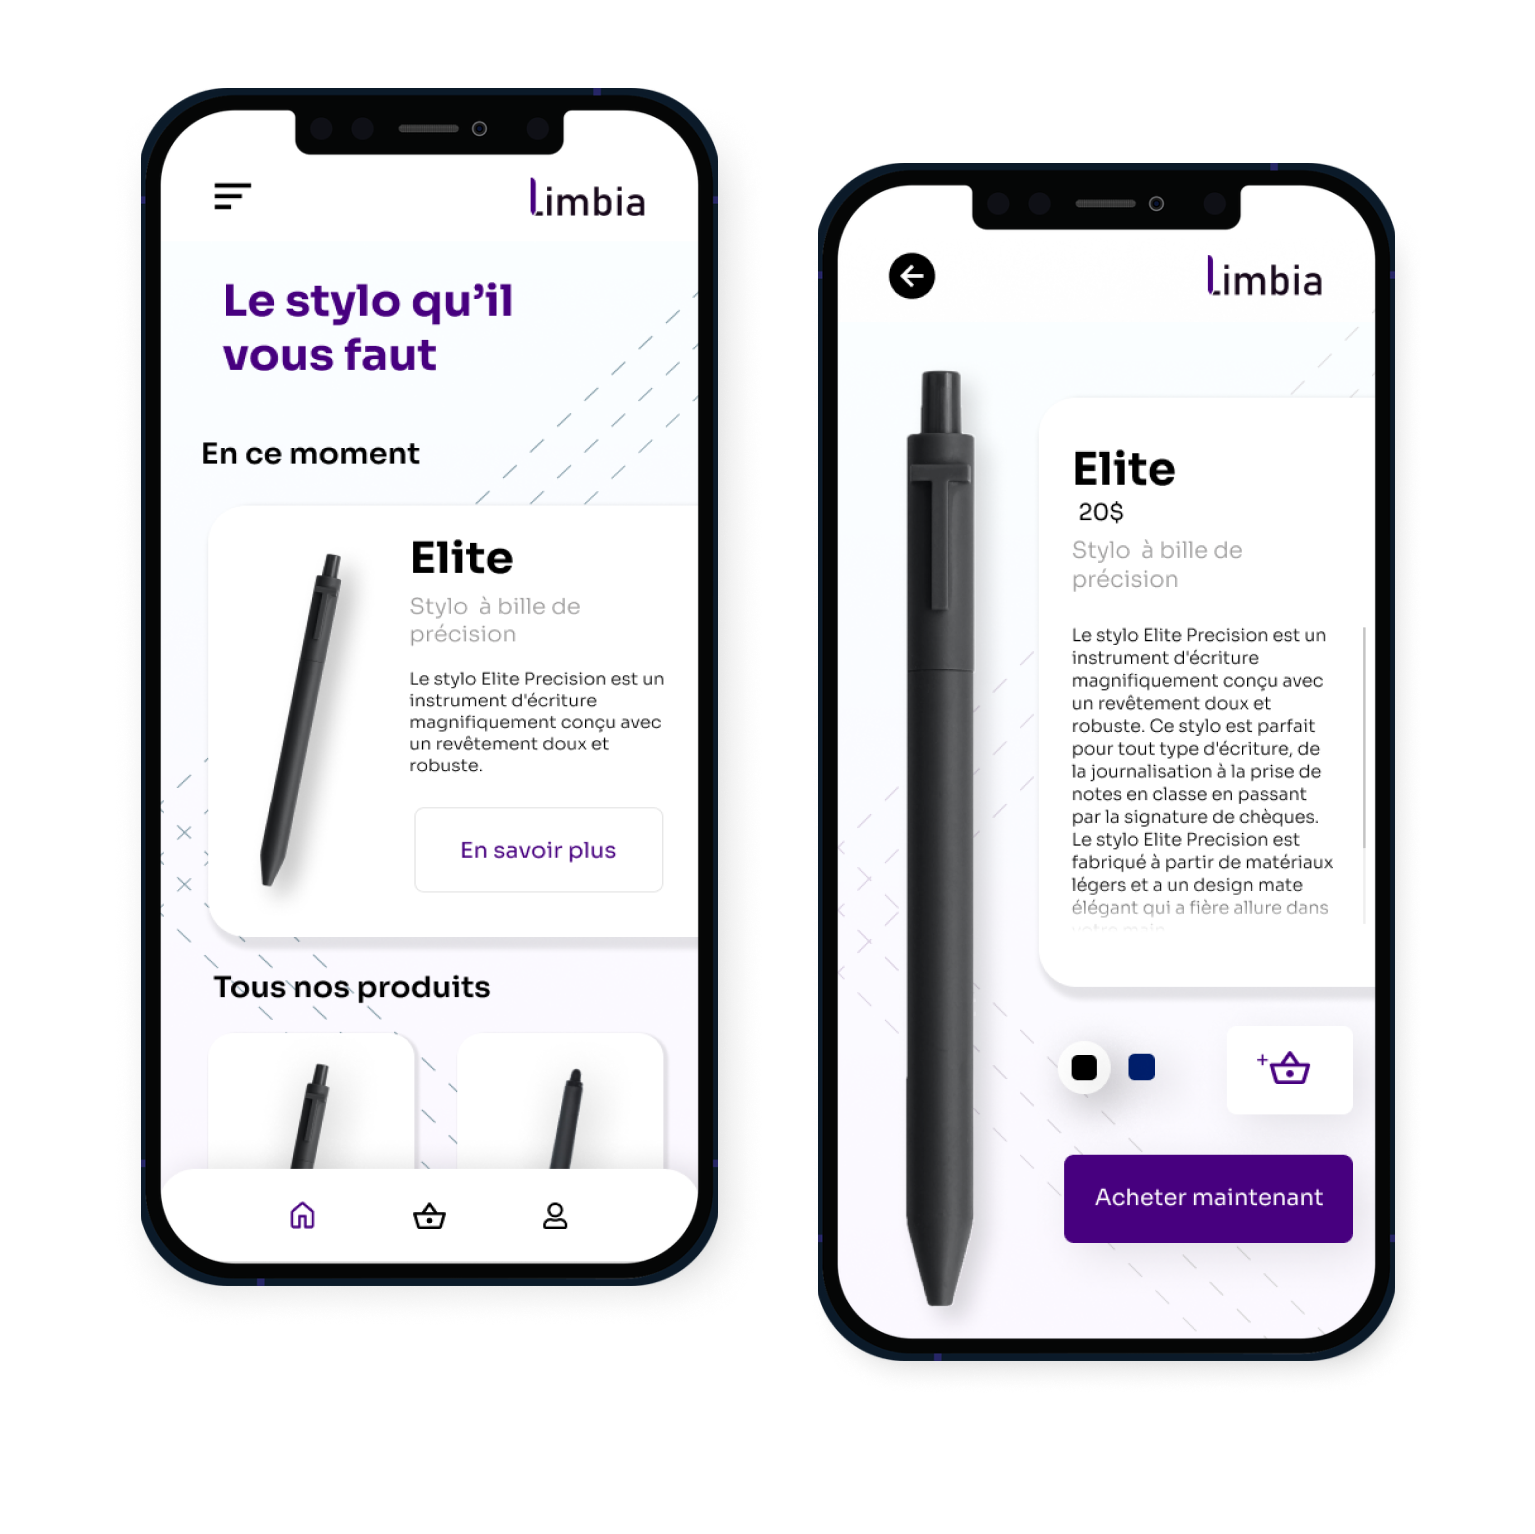 Limbia
Le stylo qu’il
vous faut
En ce moment
Elite
Stylo à bille de
précision
Le stylo Elite Precision est un
instrument d'écriture
magnifiquement conçu avec
un revêtement doux et
robuste.
En savoir plus
Tous nos produits
Limbia
Elite
20$
Stylo à bille de
précision
Le stylo Elite Precision est un
instrument d'écriture
magnifiquement conçu avec
un revêtement doux et
robuste. Ce stylo est parfait
pour tout type d'écriture, de
la journalisation à la prise de
notes en classe en passant
par la signature de chèques.
Le stylo Elite Precision est
fabriqué à partir de matériaux
légers et a un design mate
élégant qui a fière allure dans
Acheter maintenant